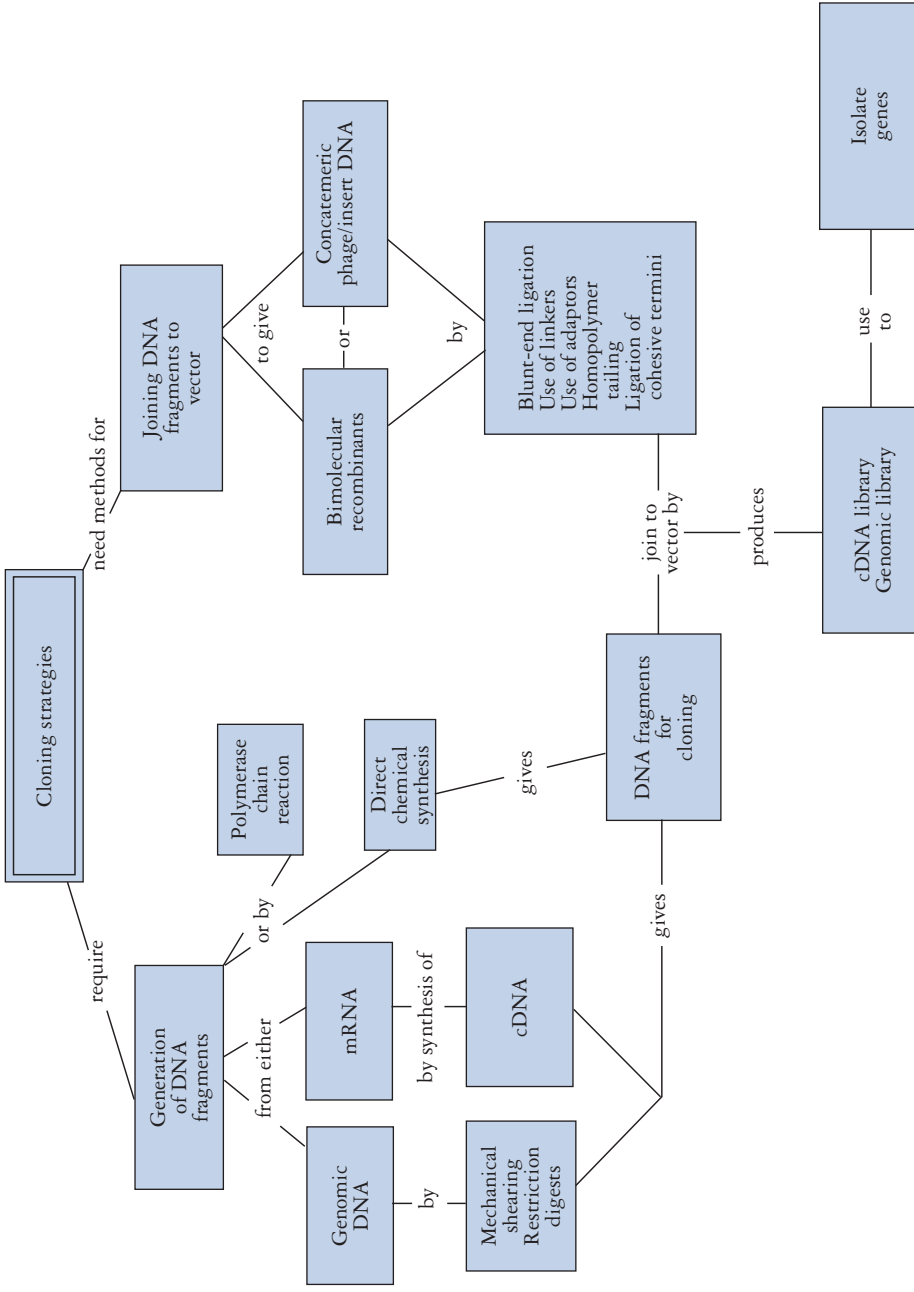 Cloning strategies
require
need methods for
Generation
of DNA
fragments
Joining DNA
fragments to
vector
from either
or by
Polymerase
chain
reaction
to give
Genomic
DNA
mRNA
Direct
chemical
synthesis
Bimolecular
recombinants
or
Concatemeric
phage/insert DNA
by
by synthesis of
by
Mechanical
shearing
Restriction
digests
cDNA
gives
Blunt-end ligation
Use of linkers
Use of adaptors
Homopolymer
tailing
Ligation of
cohesive termini
gives
DNA fragments
for
cloning
join to
vector by
produces
cDNA library
Genomic library
use
to
Isolate
genes